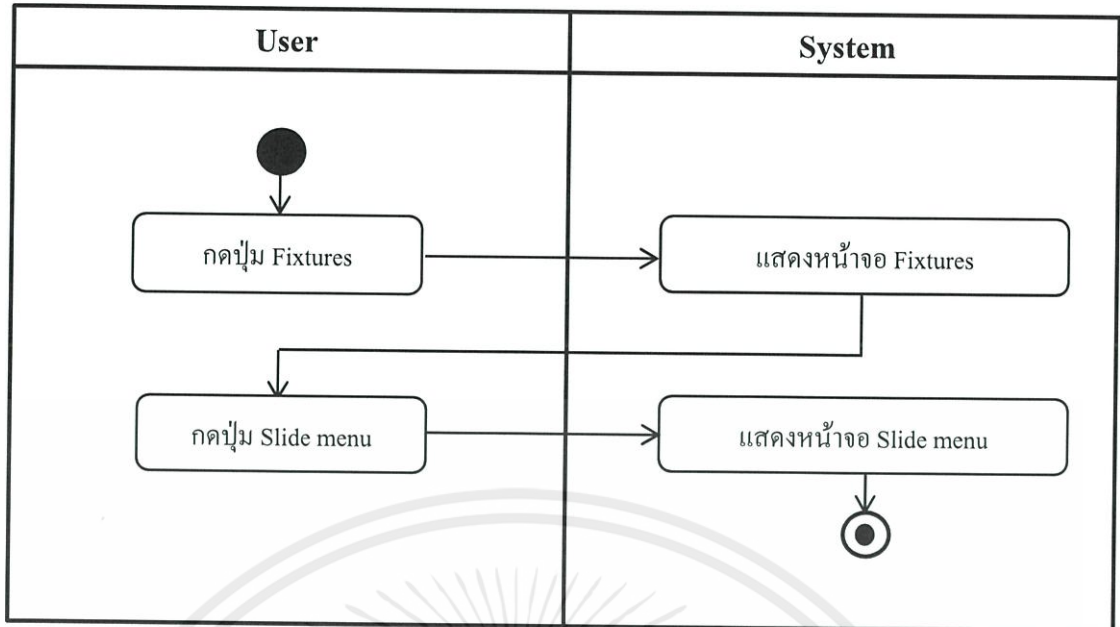 User
System
กดปุ่ม Fixtures
แสดงหน้าจอ Fixtures
กดปุ่ม Slide menu
แสดงหน้าจอ Slide menu